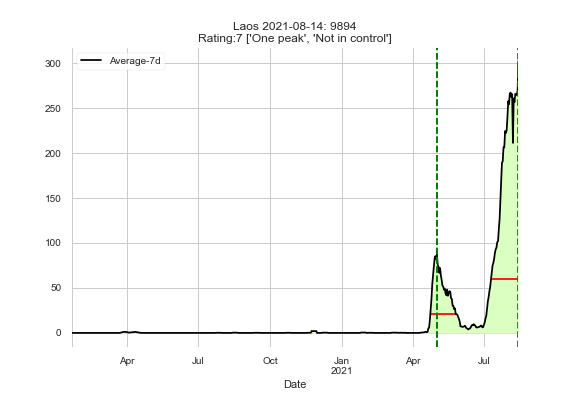 Laos 2021-08-14: 9894
Rating:7 ['One peak', 'Not in control']
Average-7d
300
250
200
150
100
50
0
Apr Jul Oct Jan Apr Jul
2021
Date